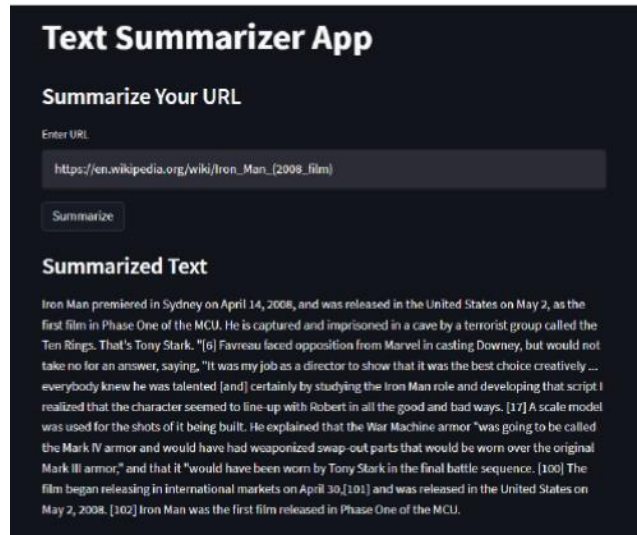 Text Summarizer App
Summarize Your URL
Enter URL
https://en.wikipedia.org/wiki/Iron_Man_(2008_film)
Summarize
Summarized Text
Iron Man premiered in Sydney on April 14, 2008, and was released in the United States on May 2, as the
first film in Phase One of the MCU. He is captured and imprisoned in a cave by a terrorist group called the
Ten Rings. That's Tony Stark. "[6] Favreau faced opposition from Marvel in casting Downey, but would not
take no for an answer, saying, "It was my job as a director to show that it was the best choice creatively ...
everybody knew he was talented [and] certainly by studying the Iron Man role and developing that script I
realized that the character seemed to line-up with Robert in all the good and bad ways. [17] A scale model
was used for the shots of it being built. He explained that the War Machine armor "was going to be called
the Mark IV armor and would have had weaponized swap-out parts that would be worn over the original
Mark III armor," and that it "would have been worn by Tony Stark in the final battle sequence. [100] The
film began releasing in international markets on April 30,[101] and was released in the United States on
May 2, 2008. [102] Iron Man was the first film released in Phase One of the MCU.